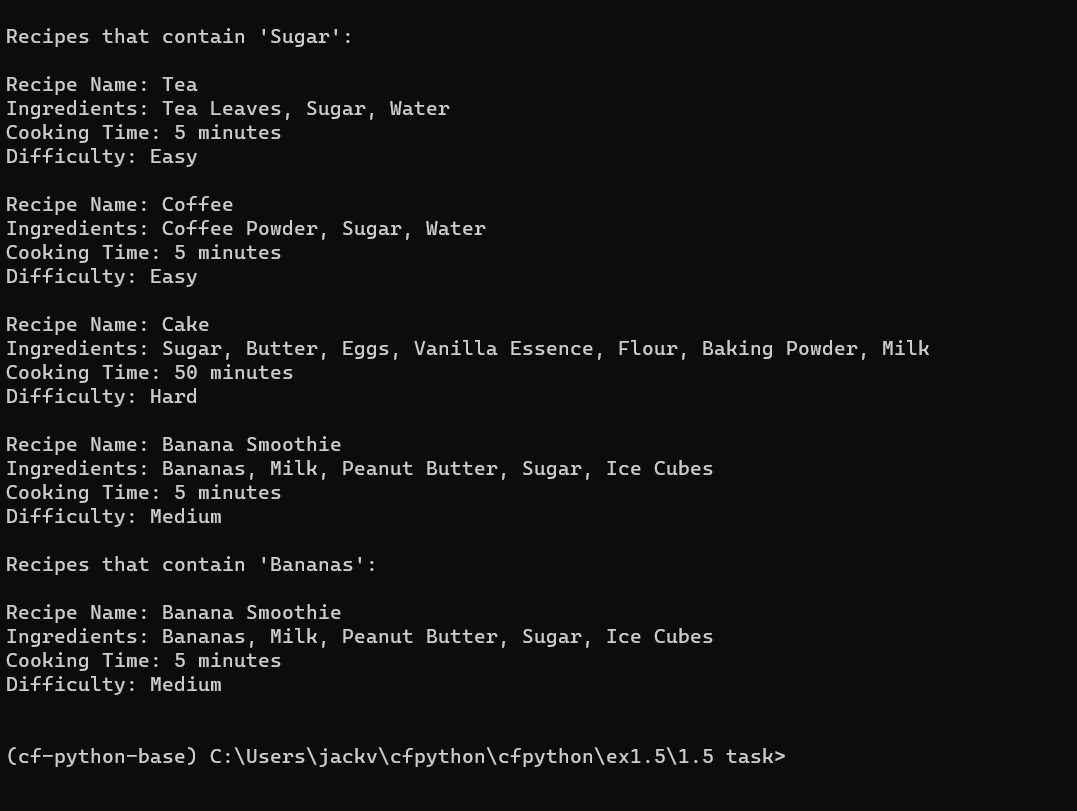 Recipes that contain 'Sugar':
Recipe Name: Tea
Ingredients: Tea Leaves, Sugar, Water
Cooking Time: 5 minutes
Difficulty: Easy
Recipe Name: Coffee
Ingredients: Coffee Powder, Sugar, Water
Cooking Time: 5 minutes
Difficulty: Easy
Recipe Name: Cake
Ingredients: Sugar, Butter, Eggs, Vanilla Essence, Flour, Baking Powder, Milk
Cooking Time: 50 minutes
Difficulty: Hard
Recipe Name: Banana Smoothie
Ingredients: Bananas, Milk, Peanut Butter, Sugar, Ice Cubes
Cooking Time: 5 minutes
Difficulty: Medium
Recipes that contain 'Bananas':
Recipe Name: Banana Smoothie
Ingredients: Bananas, Milk, Peanut Butter, Sugar, Ice Cubes
Cooking Time: 5 minutes
Difficulty: Medium
(cf-python-base) C:\Users\jackv\cfpython\cfpython\ex1.5\1.5 task>